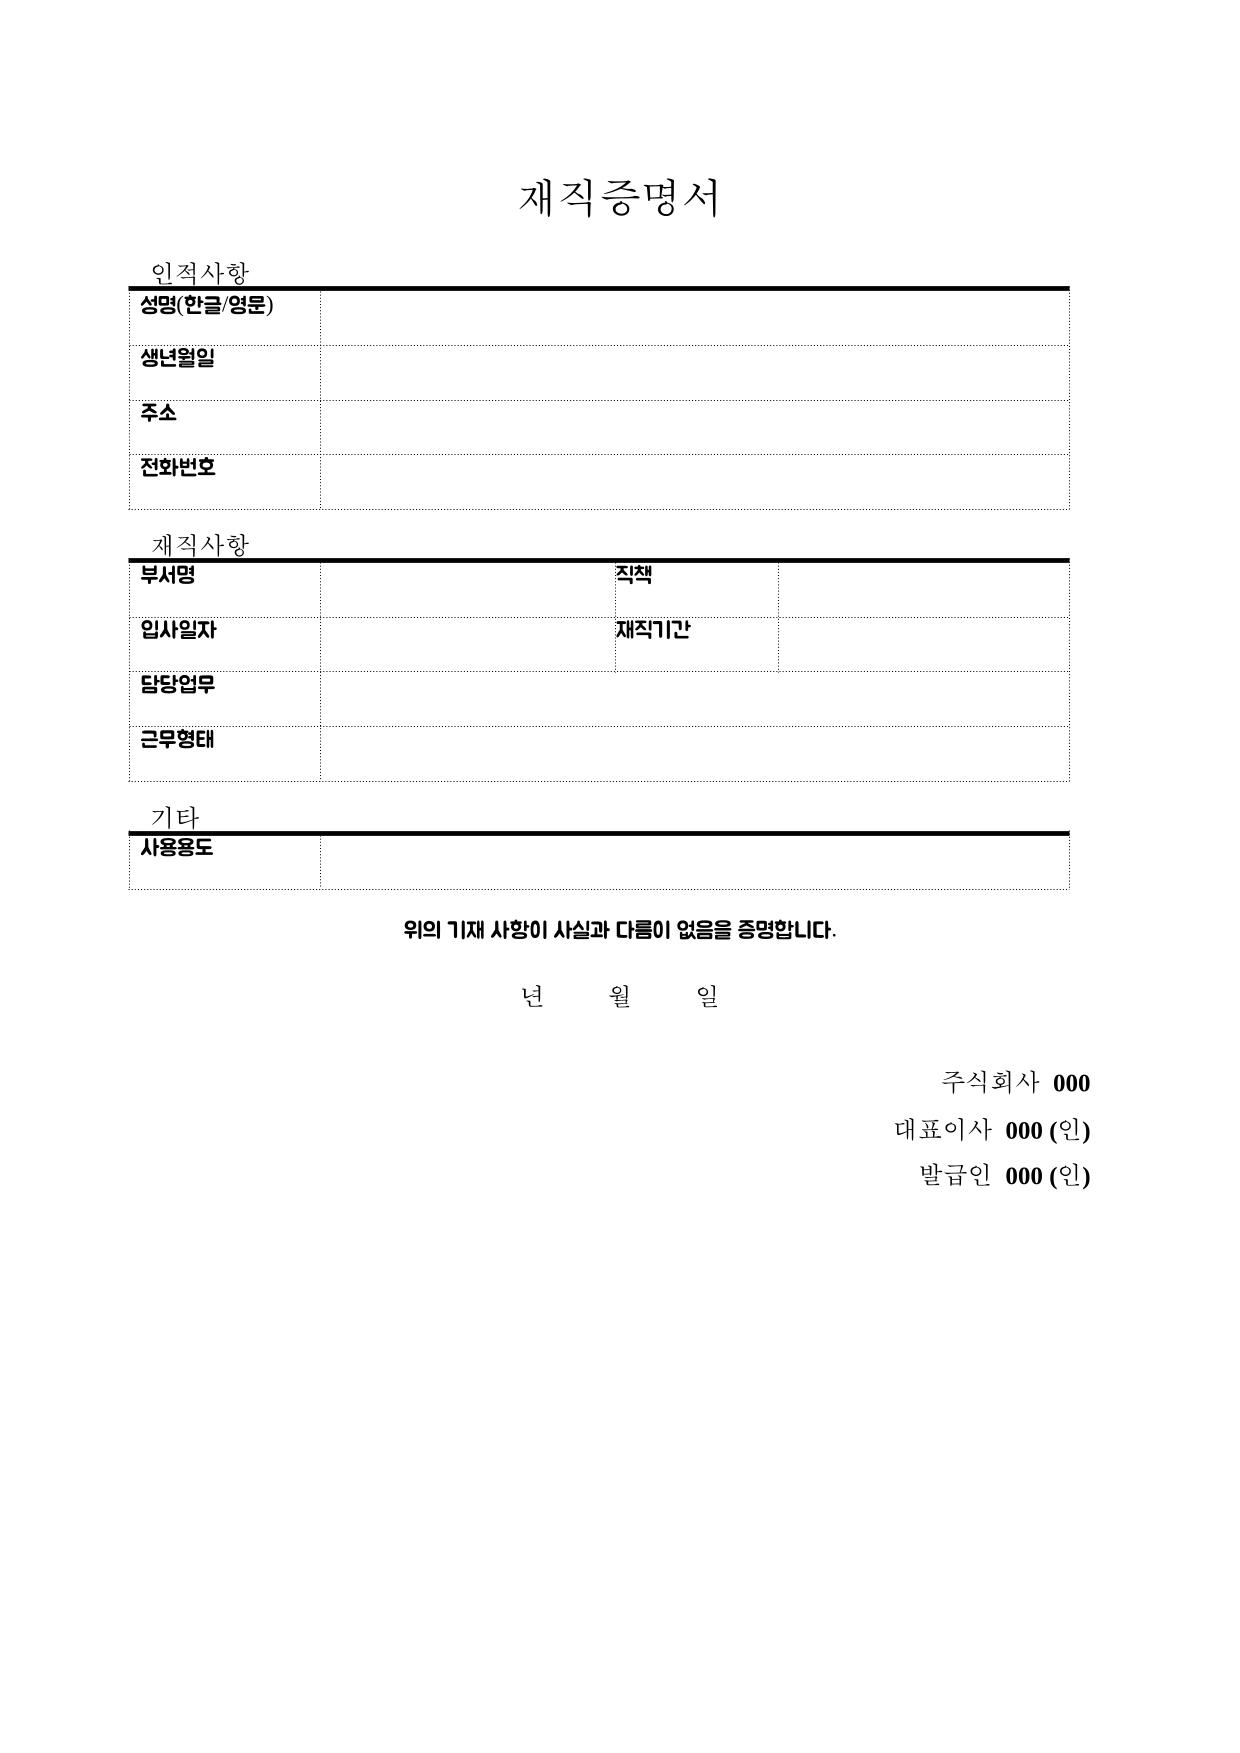 재직증명서
인적사항
성명(한글/영문)
생년월일
주소
전화번호
재직사항
부서명 직책
입사일자 재직기간
담당업무
근무형태
기타
사용용도
위의 기재 사항이 사실과 다름이 없음을 증명합니다.
년 월 일
주식회사 000
대표이사 000 (인)
발급인 000 (인)